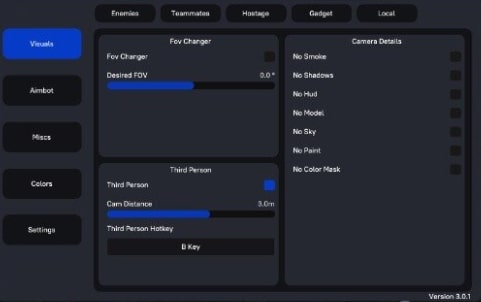 Enemies Teammates Hostage Gadget Local
Visuals
Aimbot
Miscs
Colors
Settings
Fov Changer
Fov Changer
Desired FOV 0.0 °
Third Person
Third Person
Cam Distance 3.0m
Third Person Hotkey
B Key
Camera Details
No Smoke
No Shadows
No Hud
No Model
No Sky
No Paint
No Color Mask
Version 3.0.1